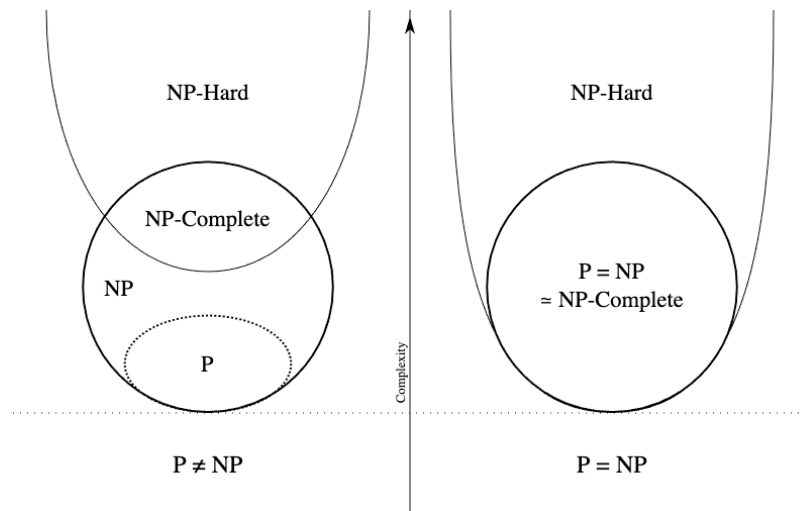 NP-Hard
NP-Complete
NP
P
P ≠ NP
Complexity
NP-Hard
P = NP
≃ NP-Complete
P = NP